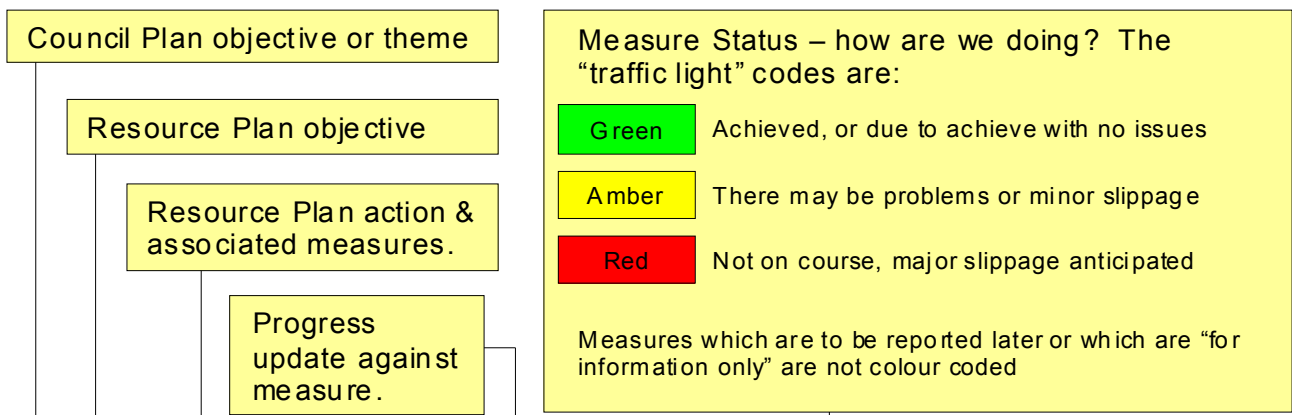 Council Plan objective or theme
Resource Plan objective
Resource Plan action &
associated measures.
Progress
update against
measure.
Measure Status – how are we doing?  The
“traffic light” codes are:
Green
Achieved, or due to achieve with no issues
Amber
There may be problems or minor slippage
Red
Not on course, major slippage anticipated
Measures which are to be reported later or which are “for
information only” are not colour coded